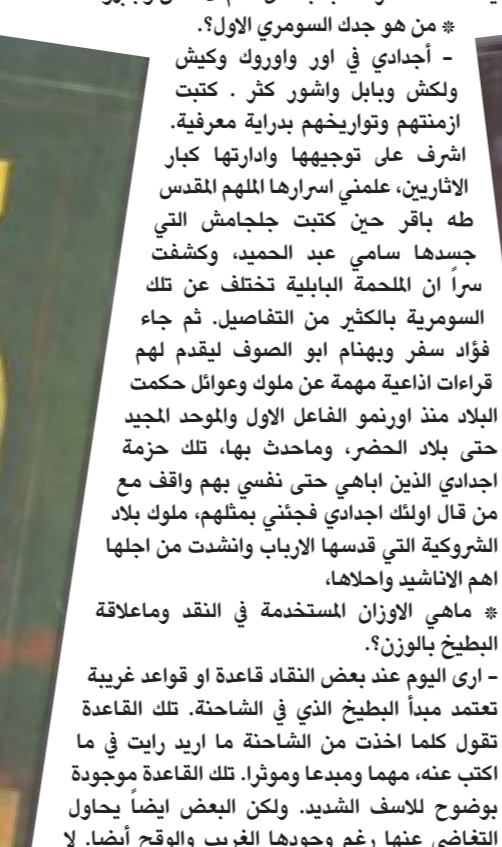 * من هو جدك السومري الاول؟.
- أجدادي في اور واوروك وكيش
ولكش وبابل واشور كثر . كتبت
ازمنتهم وتواريخهم بدراية معرفية.
اشرف على توجيهها وادارتها كبار
الاثاريين، علمني اسرارها الملهم المقدس
طه باقر حين كتبت جلجامش التي
جسدها سامي عبد الحميد، وكشفت
سراً ان الملحمة البابلية تختلف عن تلك
السومرية بالكثير من التفاصيل. ثم جاء
فؤاد سفر وبهنام ابو الصوف ليقدم لهم
قراءات اذاعية مهمة عن ملوك وعوائل حكمت
البلاد منذ اورنمو الفاعل الاول والموحد المجيد
حتى بلاد الحضر، وماحدث بها، تلك حزمة
اجدادي الذين اباهي حتى نفسي بهم واقف مع
من قال اولئك اجدادي فجئني بمثلهم، ملوك بلاد
الشروكية التي قدسها الارباب وانشدت من اجلها
اهم الاناشيد واحلاها،
* ماهي الاوزان المستخدمة في النقد وماعلاقة
البطيخ بالوزن؟.
- ارى اليوم عند بعض النقاد قاعدة او قواعد غريبة
تعتمد مبدأ البطيخ الذي في الشاحنة. تلك القاعدة
تقول كلما اخذت من الشاحنة ما اريد رايت في ما
اكتب عنه، مهما ومبدعا وموثرا. تلك القاعدة موجودة
بوضوح للاسف الشديد. ولكن البعض ايضاً يحاول
التغاضي عنها رغم وجودها الغريب والوقح أيضا. لا